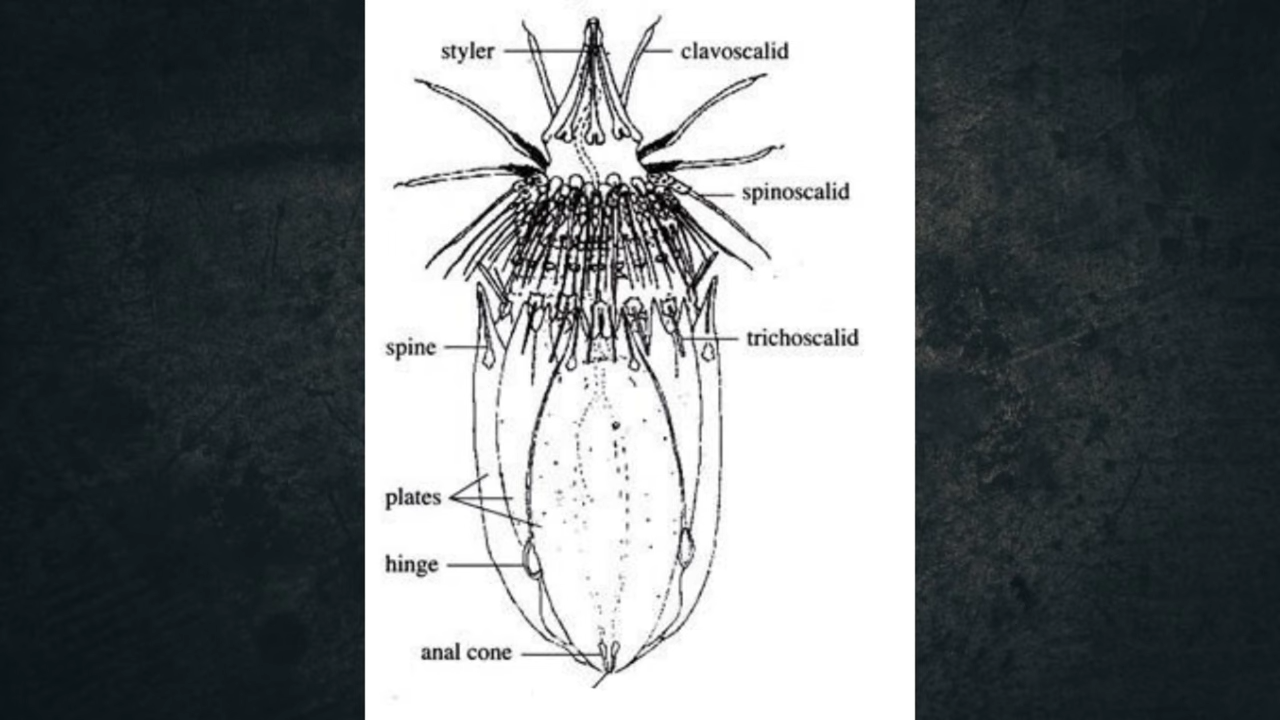 styler
clavoscalid
spinoscalid
spine
trichoscalid
plates
hinge
anal cone